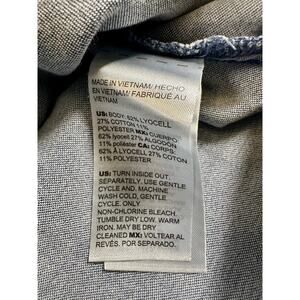 MADE IN VIETNAM/ HECHO
EN VIETNAM/ FABRIQUÉ AU
VIETNAM
US: BODY: 62% LYOCELL
27% COTTON 11%
POLYESTER MX: CUERPO:
62% lyocell 27% ALGODÓN
11% poliéster CA: CORPS:
62% À LYOCELL 27% COTON
11% POLYESTER
US: TURN INSIDE OUT.
SEPARATELY. USE GENTLE
CYCLE AND. MACHINE
WASH COLD, GENTLE
CYCLE. ONLY
NON-CHLORINE BLEACH.
TUMBLE DRY LOW. WARM
IRON. MAY BE DRY
CLEANED MX: VOLTEAR AL
REVÉS. POR SEPARADO.